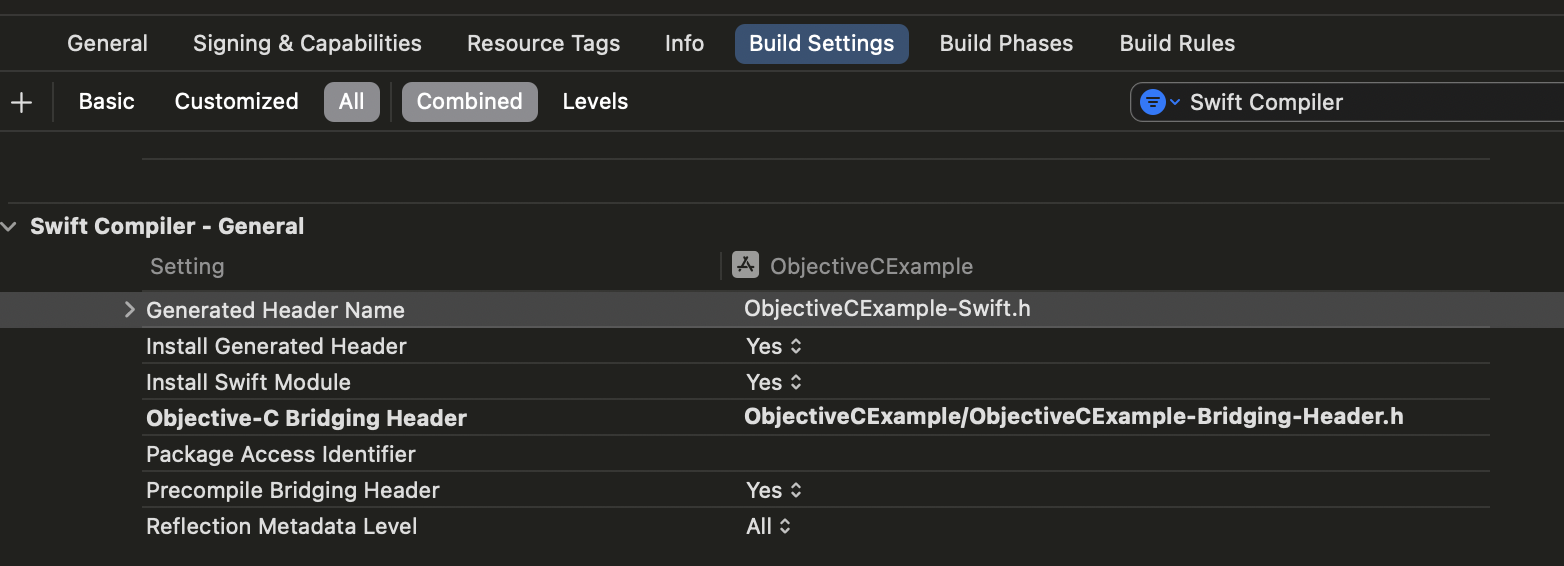 General Signing & Capabilities Resource Tags Info Build Settings Build Phases Build Rules
Basic Customized All Combined Levels Swift Compiler
Swift Compiler - General
Setting ObjectiveCExample
Generated Header Name ObjectiveCExample-Swift.h
Install Generated Header Yes
Install Swift Module Yes
Objective-C Bridging Header ObjectiveCExample/ObjectiveCExample-Bridging-Header.h
Package Access Identifier
Precompile Bridging Header Yes
Reflection Metadata Level All